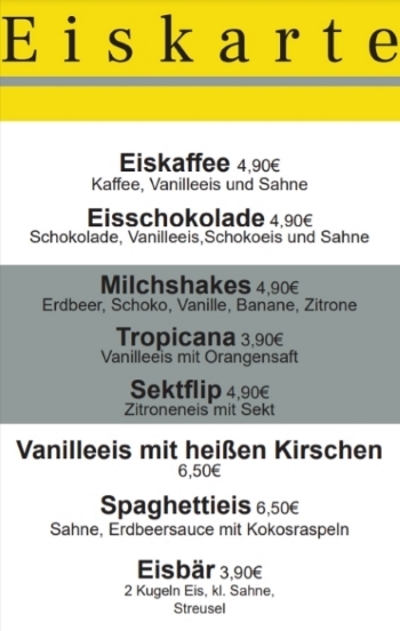 Eiskarte
Eiskaffee 4,90€
Kaffee, Vanilleeis und Sahne
Eisschokolade 4,90€
Schokolade, Vanilleeis,Schokoeis und Sahne
Milchshakes 4,90€
Erdbeer, Schoko, Vanille, Banane, Zitrone
Tropicana 3,90€
Vanilleeis mit Orangensaft
Sektflip 4,90€
Zitroneneis mit Sekt
Vanilleeis mit heißen Kirschen
6,50€
Spaghettieis 6,50€
Sahne, Erdbeersauce mit Kokosraspeln
Eisbär 3,90€
2 Kugeln Eis, kl. Sahne,
Streusel